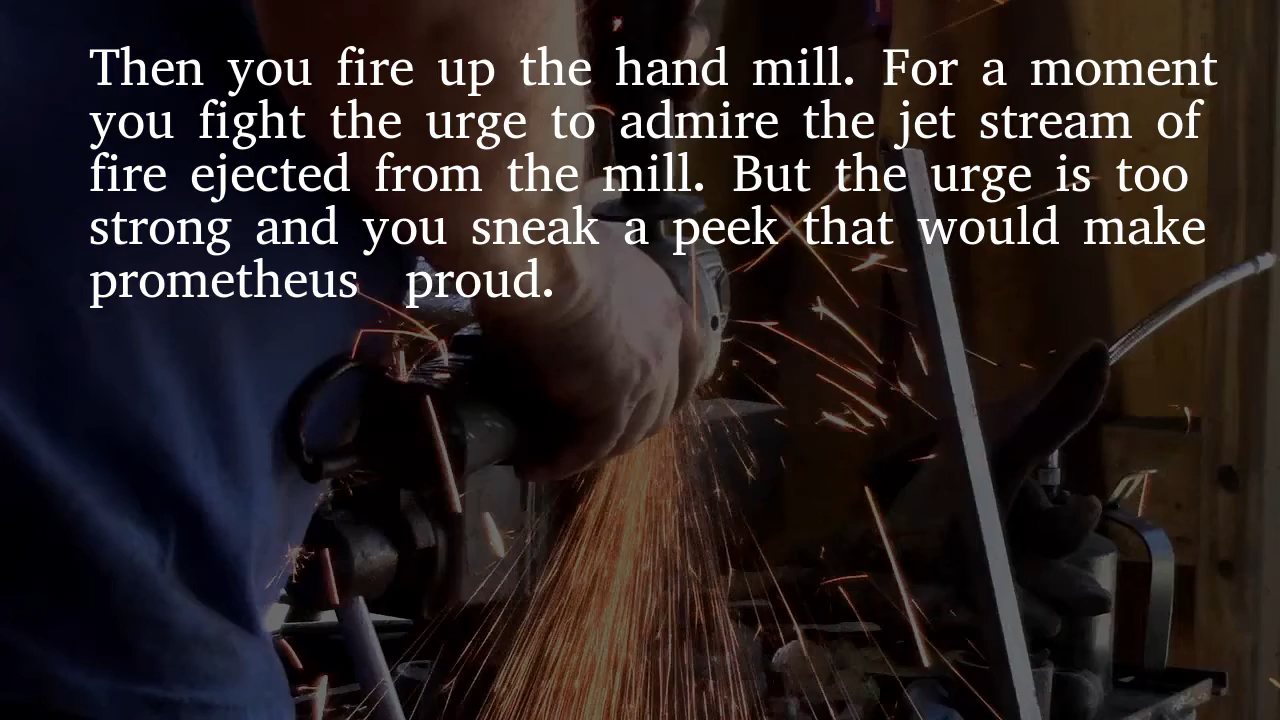 Then you fire up the hand mill. For a moment
you fight the urge to admire the jet stream of
fire ejected from the mill. But the urge is too
strong and you sneak a peek that would make
prometheus proud.